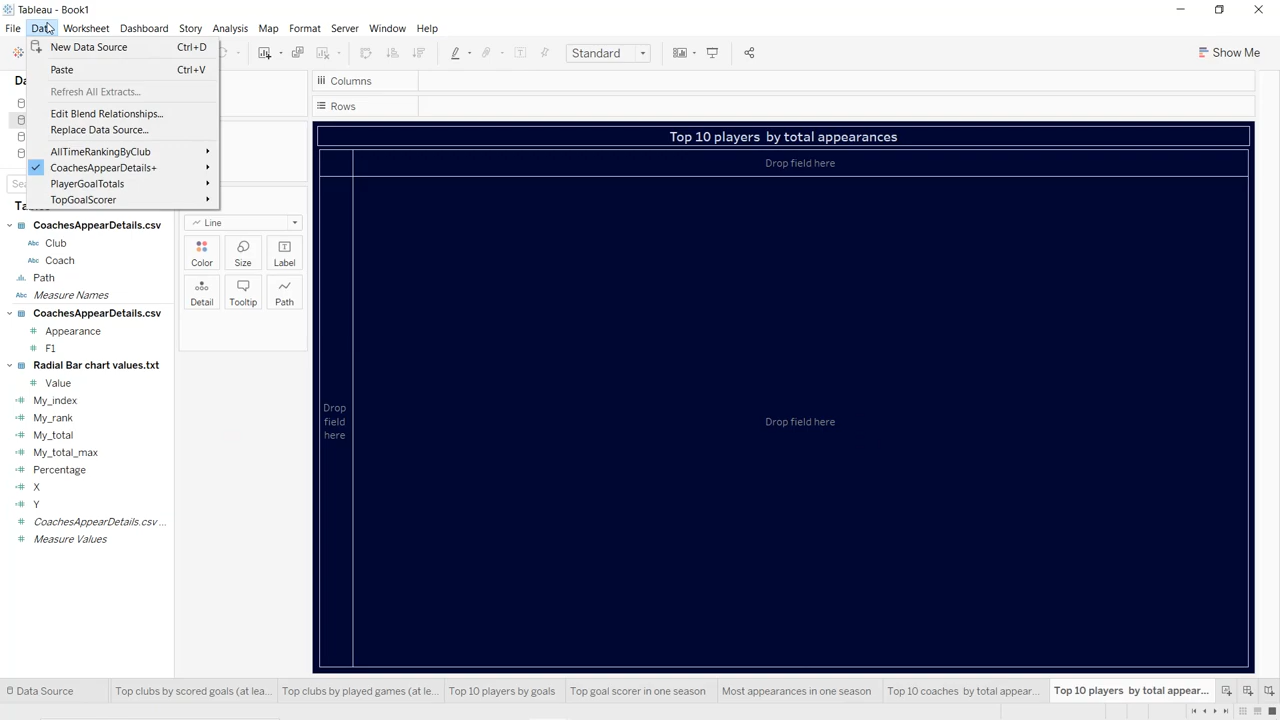 Tableau - Book1
File Data Worksheet Dashboard Story Analysis Map Format Server Window Help
New Data Source Ctrl+D
Paste Ctrl+V
Refresh All Extracts...
Edit Blend Relationships...
Replace Data Source...
AllTimeRankingByClub
CoachesAppearDetails+
PlayerGoalTotals
TopGoalScorer
Standard
Show Me
Columns
Rows
Line
Color Size Label
Detail Tooltip Path
CoachesAppearDetails.csv
Abc Club
Abc Coach
Path
Abc Measure Names
CoachesAppearDetails.csv
# Appearance
# F1
Radial Bar chart values.txt
# Value
=# My_index
=# My_rank
=# My_total
=# My_total_max
=# Percentage
=# X
=# Y
# CoachesAppearDetails.csv ...
# Measure Values
Top 10 players by total appearances
Drop field here
Drop
field
here
Drop field here
Data Source Top clubs by scored goals (at lea... Top clubs by played games (at le... Top 10 players by goals Top goal scorer in one season Most appearances in one season Top 10 coaches by total appear... Top 10 players by total appear...